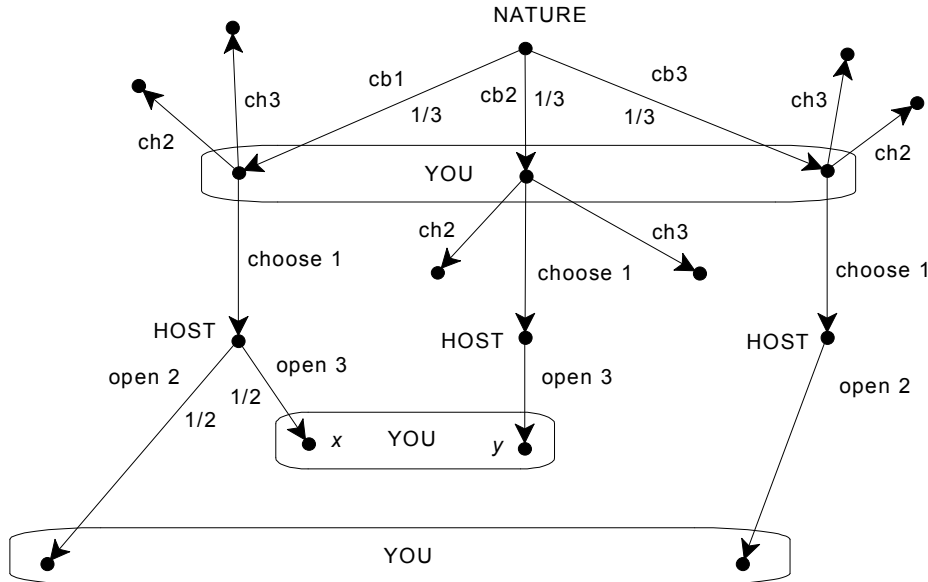 NATURE
cb1
cb2
cb3
1/3
1/3
1/3
ch3
ch2
ch3
ch2
YOU
ch2
ch3
choose 1
choose 1
choose 1
HOST
HOST
HOST
open 2
1/2
1/2
open 3
open 3
open 2
x
YOU
y
YOU